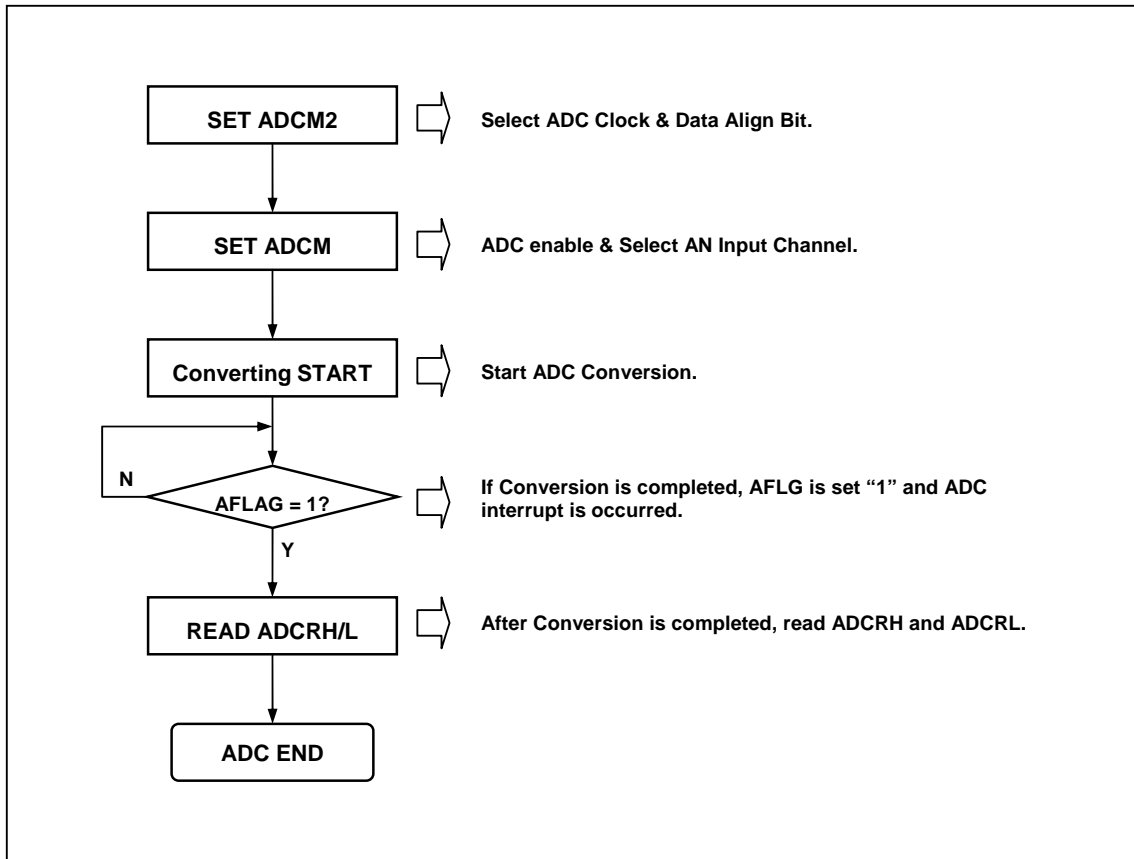 SET ADCM2
Select ADC Clock & Data Align Bit.
SET ADCM
ADC enable & Select AN Input Channel.
Converting START
Start ADC Conversion.
N
AFLAG = 1?
If Conversion is completed, AFLG is set “1” and ADC
interrupt is occurred.
Y
READ ADCRH/L
After Conversion is completed, read ADCRH and ADCRL.
ADC END